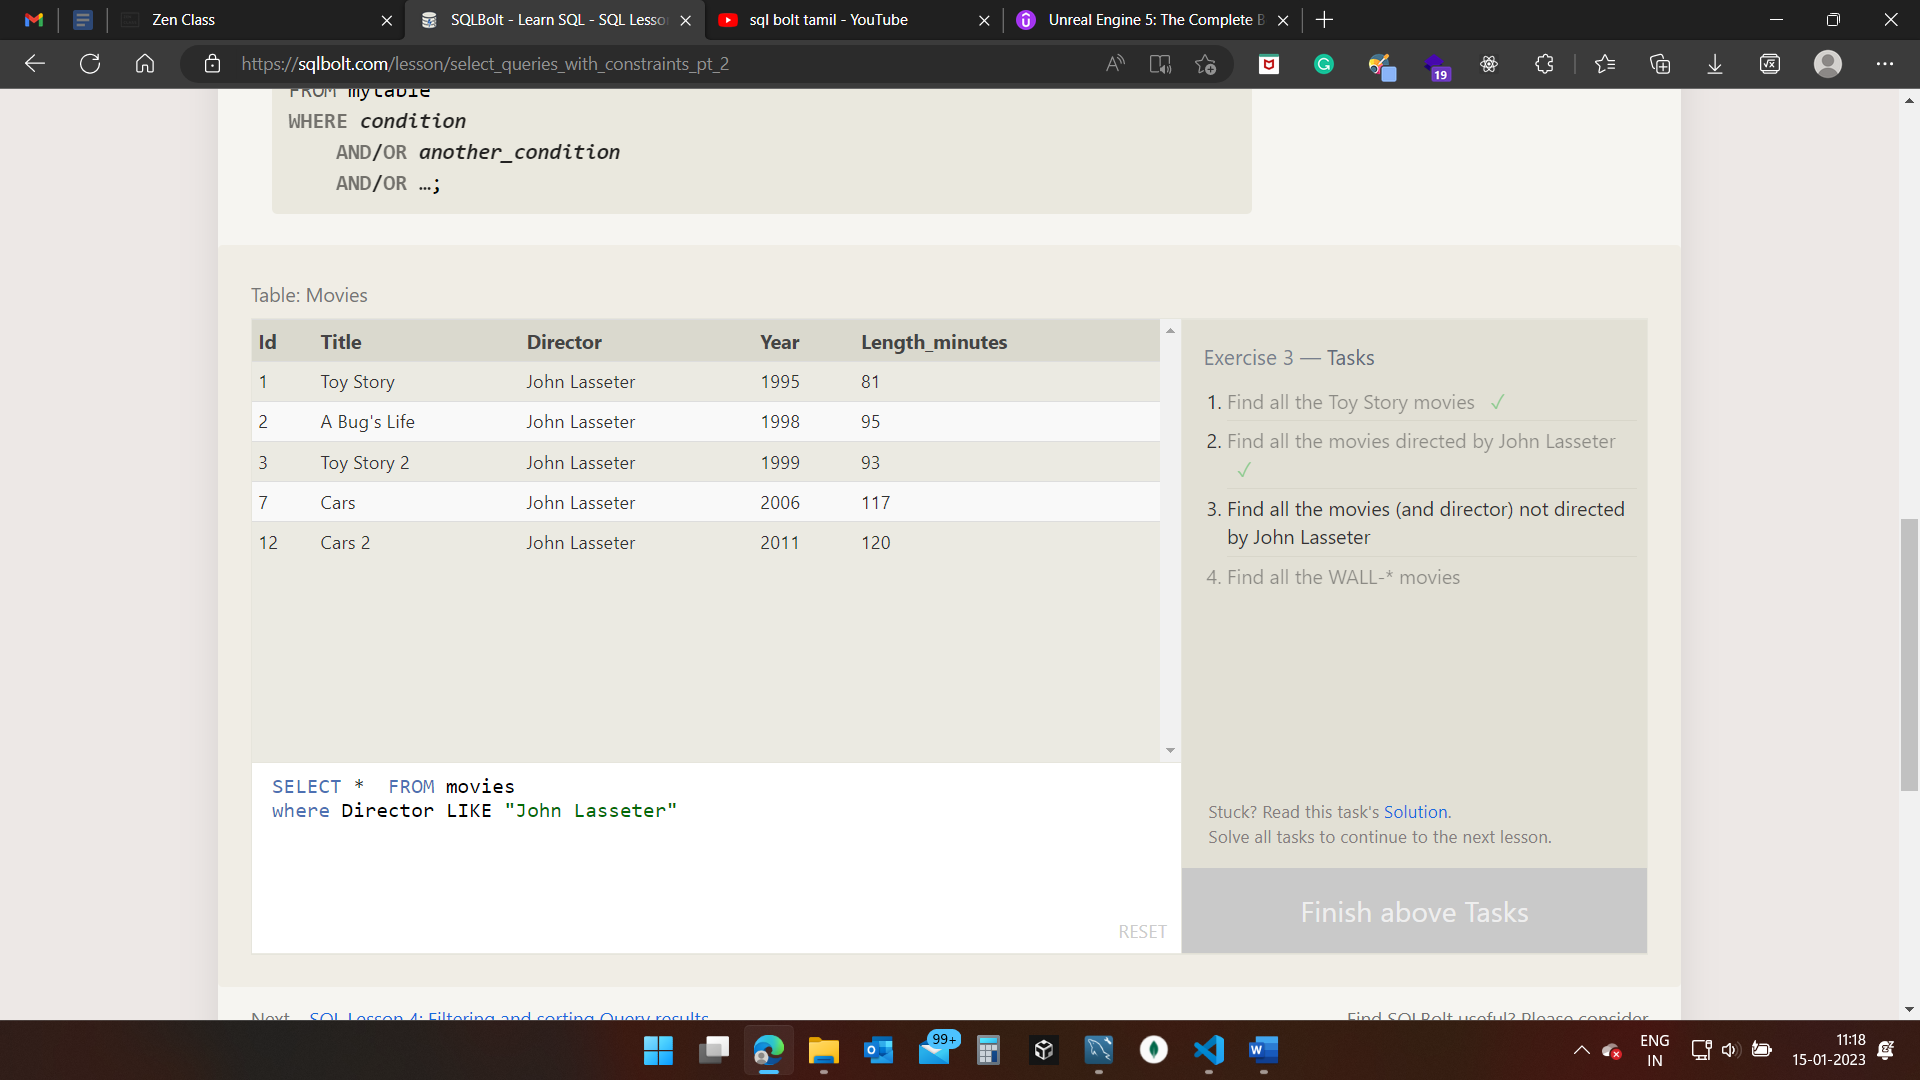 Zen Class
SQLBolt - Learn SQL - SQL Lesso
sql bolt tamil - YouTube
Unreal Engine 5: The Complete B
https://sqlbolt.com/lesson/select_queries_with_constraints_pt_2
19
FROM mytable
WHERE condition
AND/OR another_condition
AND/OR …;
Table: Movies
Id Title Director Year Length_minutes
1 Toy Story John Lasseter 1995 81
2 A Bug's Life John Lasseter 1998 95
3 Toy Story 2 John Lasseter 1999 93
7 Cars John Lasseter 2006 117
12 Cars 2 John Lasseter 2011 120
Exercise 3 — Tasks
1. Find all the Toy Story movies ✓
2. Find all the movies directed by John Lasseter
✓
3. Find all the movies (and director) not directed
by John Lasseter
4. Find all the WALL-* movies
SELECT *  FROM movies
where Director LIKE "John Lasseter"
RESET
Stuck? Read this task's Solution.
Solve all tasks to continue to the next lesson.
Finish above Tasks
Next – SQL Lesson 4: Filtering and sorting Query results
Find SQLBolt useful? Please consider
99+
ENG
IN
11:18
15-01-2023